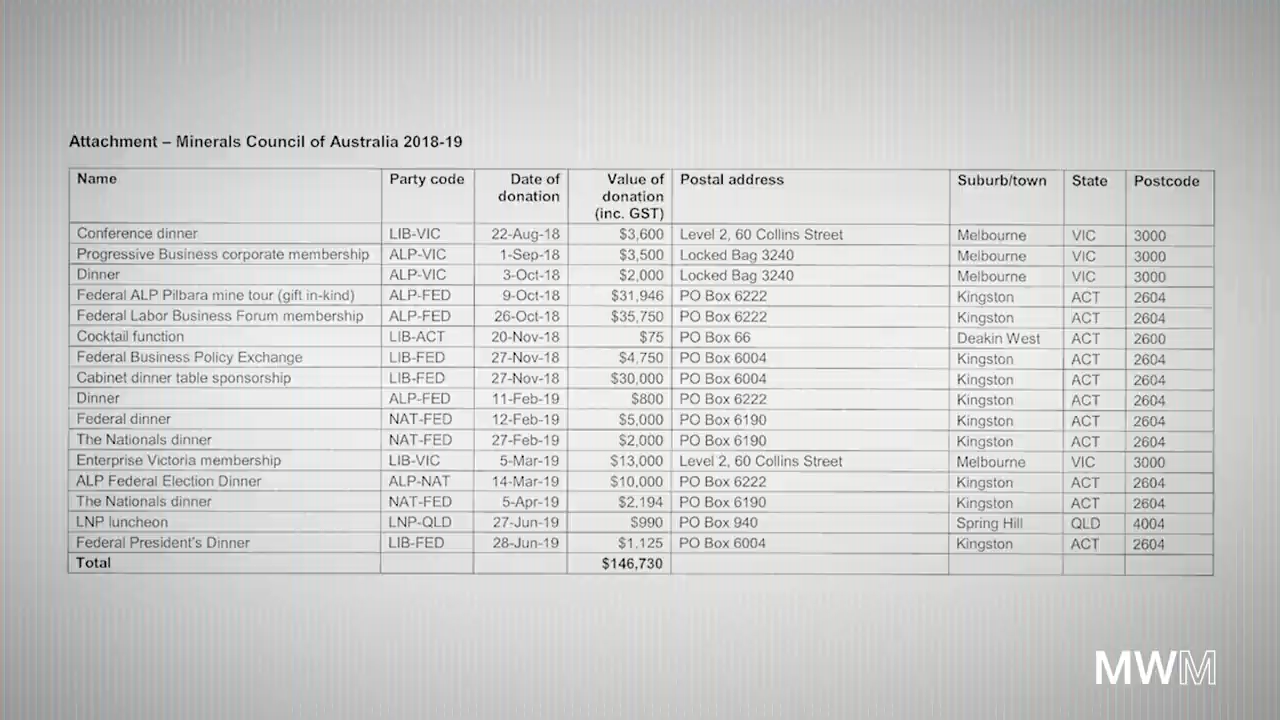 Attachment – Minerals Council of Australia 2018-19
Name Party code Date of donation Value of donation (inc. GST) Postal address Suburb/town State Postcode
Conference dinner LIB-VIC 22-Aug-18 $3,600 Level 2, 60 Collins Street Melbourne VIC 3000
Progressive Business corporate membership ALP-VIC 1-Sep-18 $3,500 Locked Bag 3240 Melbourne VIC 3000
Dinner ALP-VIC 3-Oct-18 $2,000 Locked Bag 3240 Melbourne VIC 3000
Federal ALP Pilbara mine tour (gift in-kind) ALP-FED 9-Oct-18 $31,946 PO Box 6222 Kingston ACT 2604
Federal Labor Business Forum membership ALP-FED 26-Oct-18 $35,750 PO Box 6222 Kingston ACT 2604
Cocktail function LIB-ACT 20-Nov-18 $75 PO Box 66 Deakin West ACT 2600
Federal Business Policy Exchange LIB-FED 27-Nov-18 $4,750 PO Box 6004 Kingston ACT 2604
Cabinet dinner table sponsorship LIB-FED 27-Nov-18 $30,000 PO Box 6004 Kingston ACT 2604
Dinner ALP-FED 11-Feb-19 $800 PO Box 6222 Kingston ACT 2604
Federal dinner NAT-FED 12-Feb-19 $5,000 PO Box 6190 Kingston ACT 2604
The Nationals dinner NAT-FED 27-Feb-19 $2,000 PO Box 6190 Kingston ACT 2604
Enterprise Victoria membership LIB-VIC 5-Mar-19 $13,000 Level 2, 60 Collins Street Melbourne VIC 3000
ALP Federal Election Dinner ALP-NAT 14-Mar-19 $10,000 PO Box 6222 Kingston ACT 2604
The Nationals dinner NAT-FED 5-Apr-19 $2,194 PO Box 6190 Kingston ACT 2604
LNP luncheon LNP-QLD 27-Jun-19 $990 PO Box 940 Spring Hill QLD 4004
Federal President's Dinner LIB-FED 28-Jun-19 $1,125 PO Box 6004 Kingston ACT 2604
Total $146,730
MWM